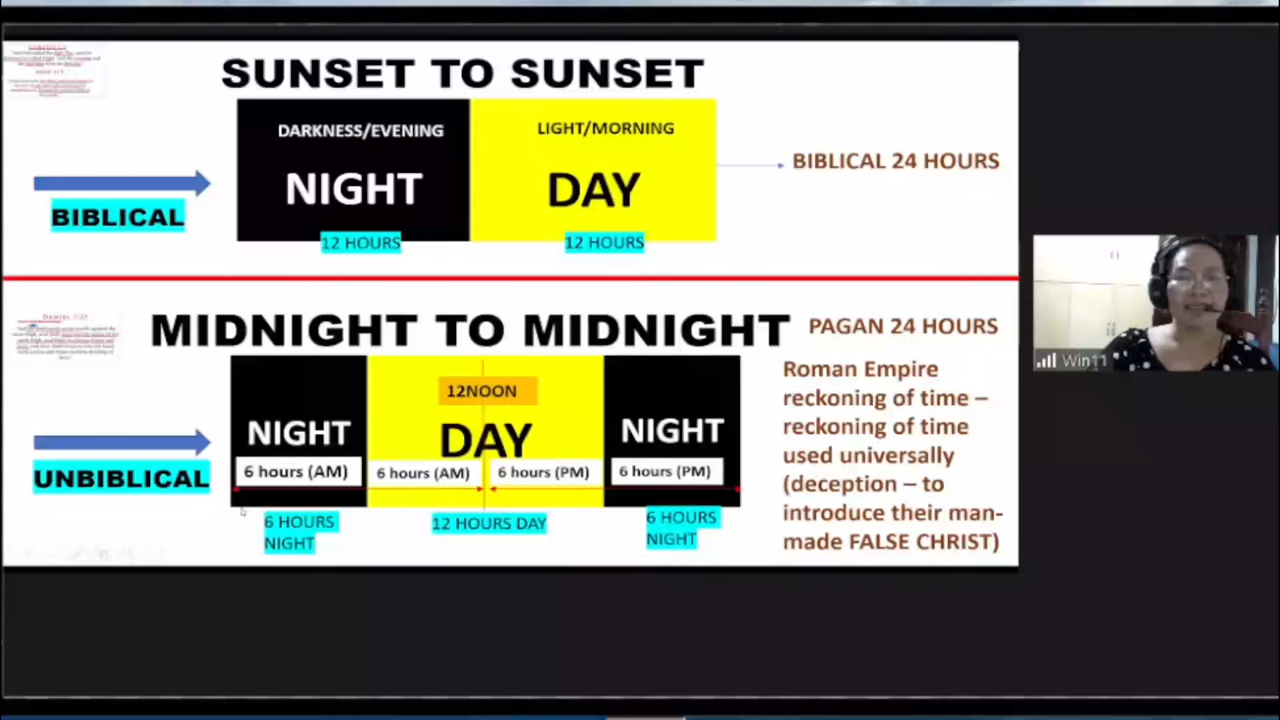 SUNSET TO SUNSET
DARKNESS/EVENING
LIGHT/MORNING
NIGHT
DAY
BIBLICAL 24 HOURS
BIBLICAL
12 HOURS
12 HOURS
MIDNIGHT TO MIDNIGHT
PAGAN 24 HOURS
12NOON
NIGHT
DAY
NIGHT
6 hours (AM)
6 hours (AM)
6 hours (PM)
6 hours (PM)
UNBIBLICAL
6 HOURS
NIGHT
12 HOURS DAY
6 HOURS
NIGHT
Roman Empire
reckoning of time –
reckoning of time
used universally
(deception – to
introduce their man-
made FALSE CHRIST)
Win11